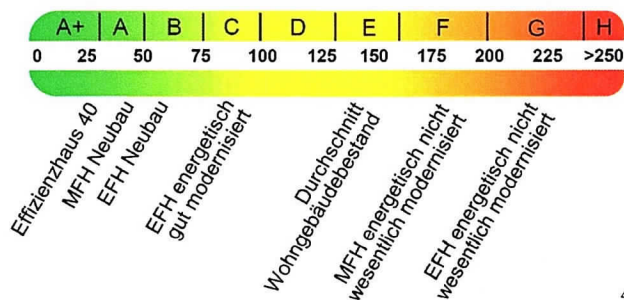 A+ A B C D E F G H
0 25 50 75 100 125 150 175 200 225 >250
Effizienzhaus 40
MFH Neubau
EFH Neubau
EFH energetisch
gut modernisiert
Durchschnitt
Wohngebäudebestand
MFH energetisch nicht
wesentlich modernisiert
EFH energetisch nicht
wesentlich modernisiert